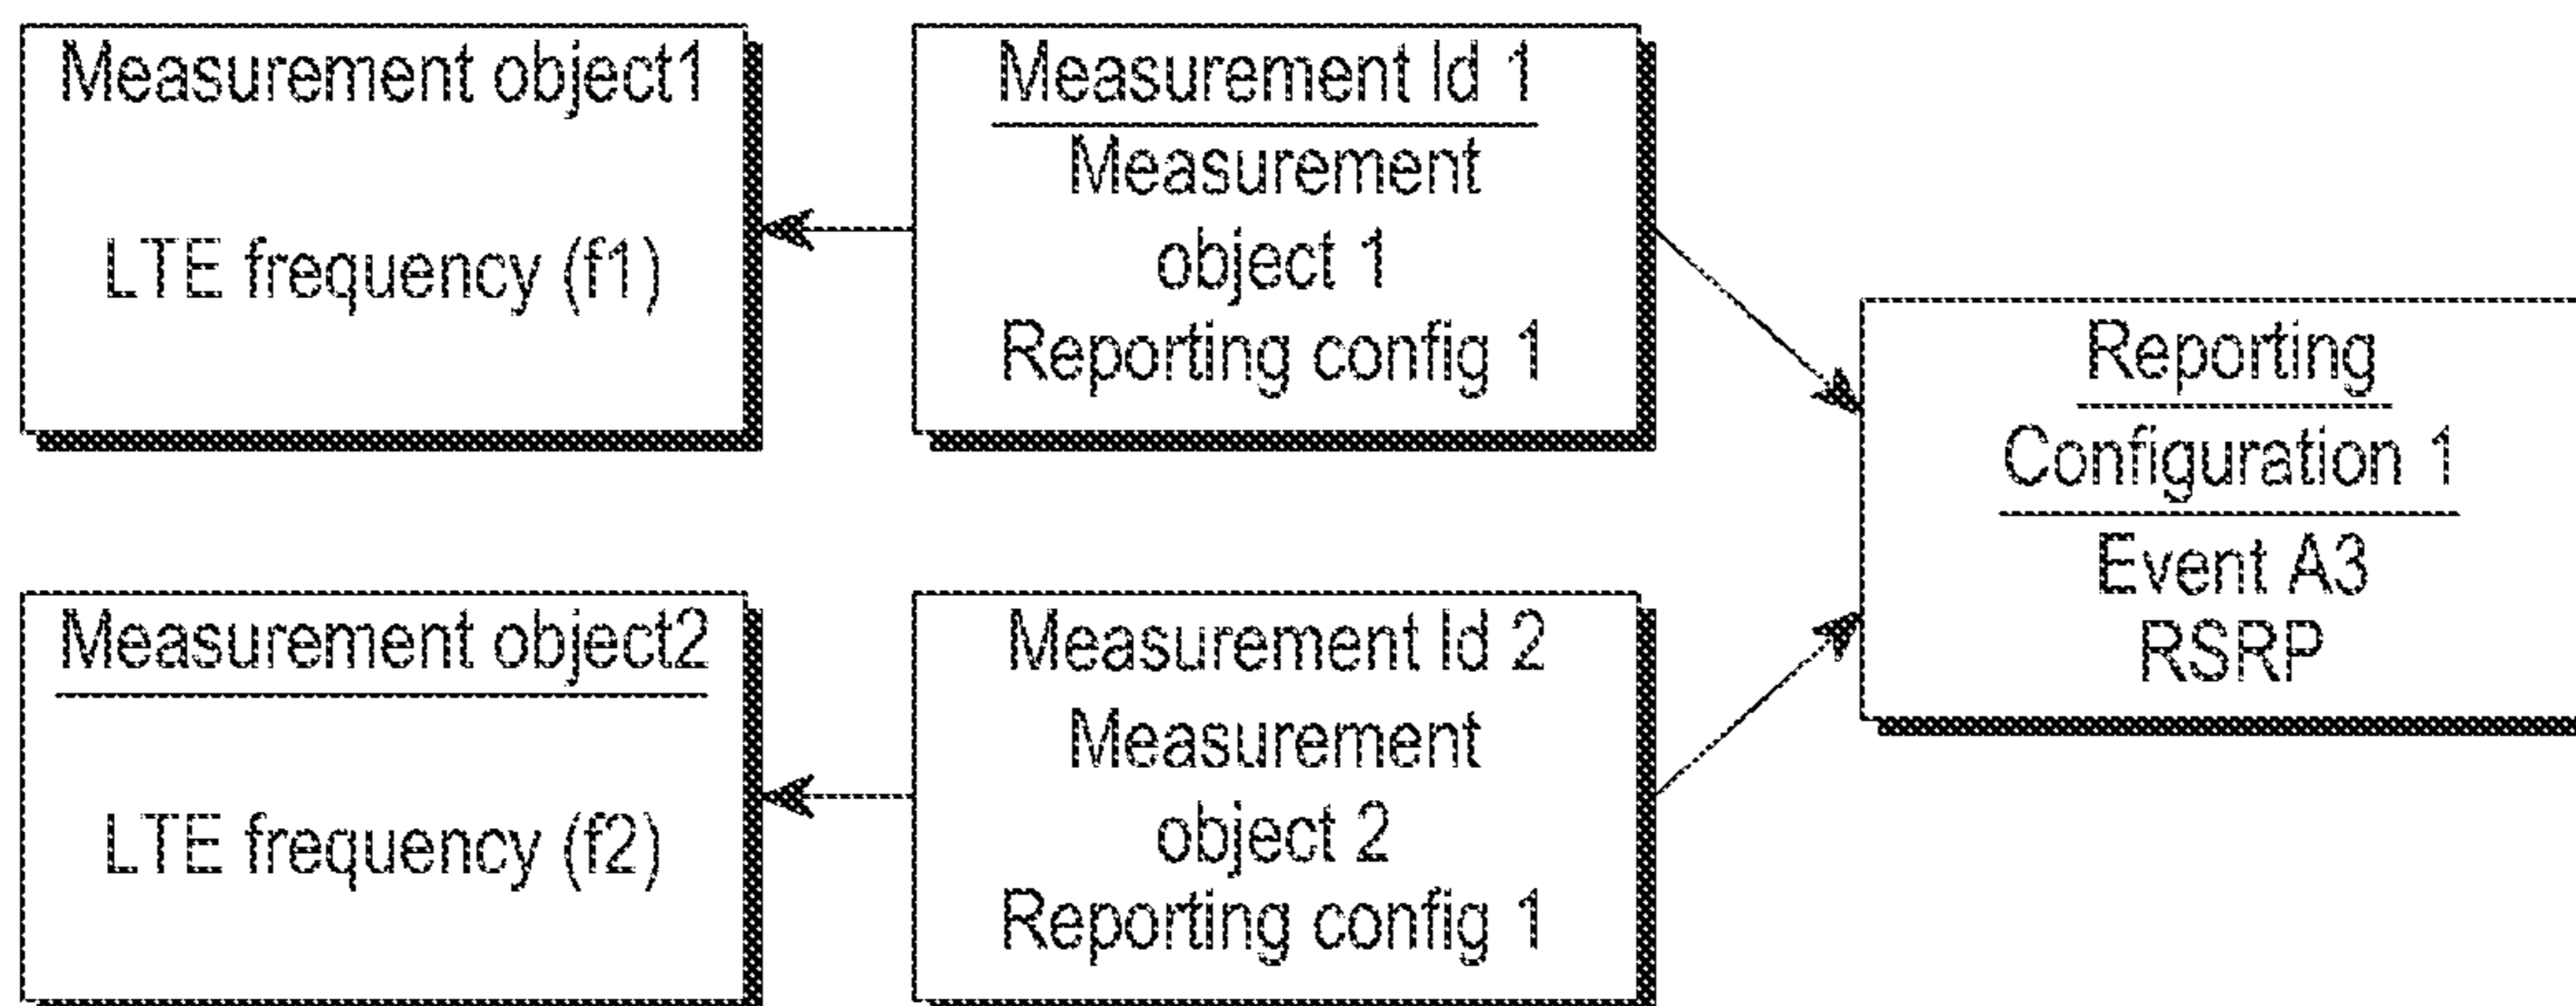 Measurement object1
LTE frequency (f1)
Measurement Id 1
Measurement
object 1
Reporting config 1
Reporting
Configuration 1
Event A3
RSRP
Measurement object2
LTE frequency (f2)
Measurement Id 2
Measurement
object 2
Reporting config 1